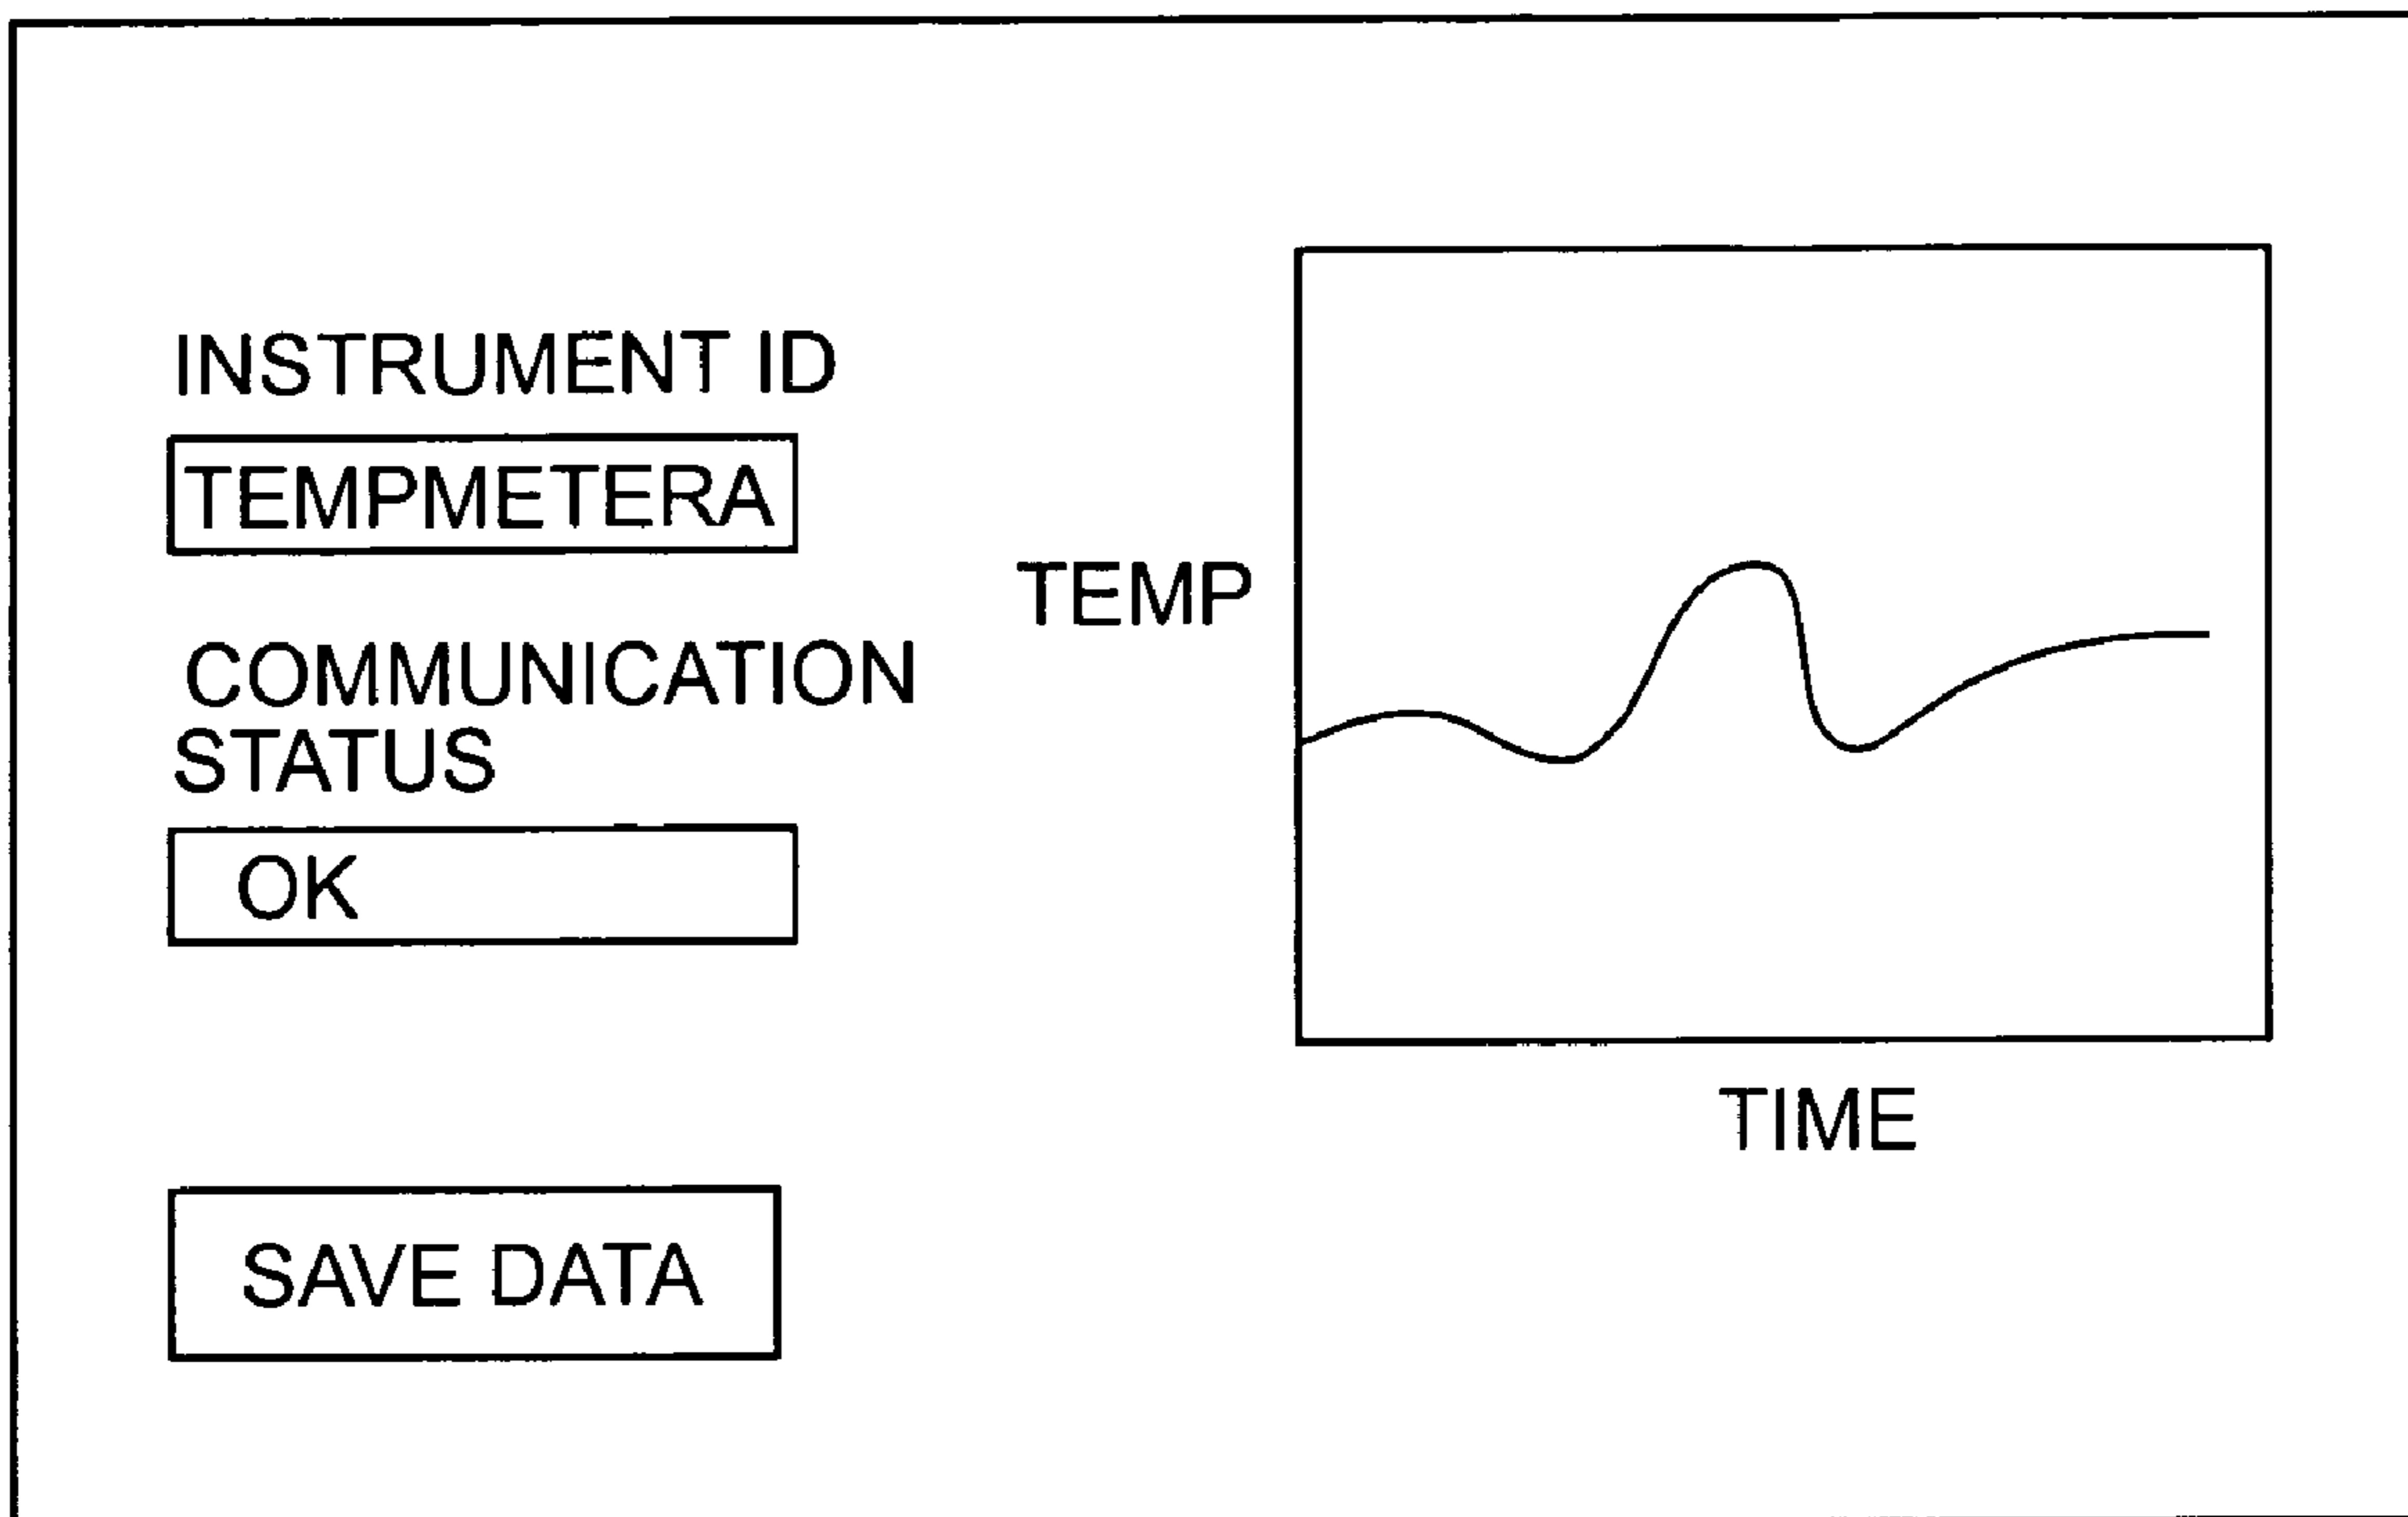 INSTRUMENT ID
TEMPMETERA
COMMUNICATION
STATUS
OK
SAVE DATA
TEMP
TIME